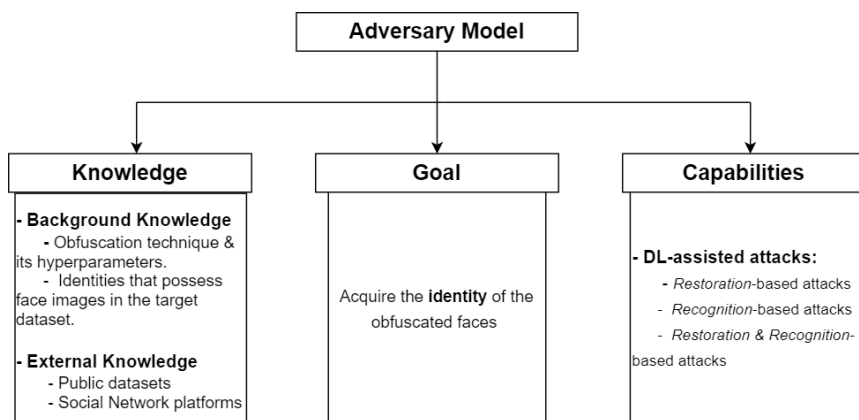 Adversary Model
Knowledge
- Background Knowledge
- Obfuscation technique &
its hyperparameters.
- Identities that possess
face images in the target
dataset.
- External Knowledge
- Public datasets
- Social Network platforms
Goal
Acquire the identity of the
obfuscated faces
Capabilities
- DL-assisted attacks:
- Restoration-based attacks
- Recognition-based attacks
- Restoration & Recognition-
based attacks